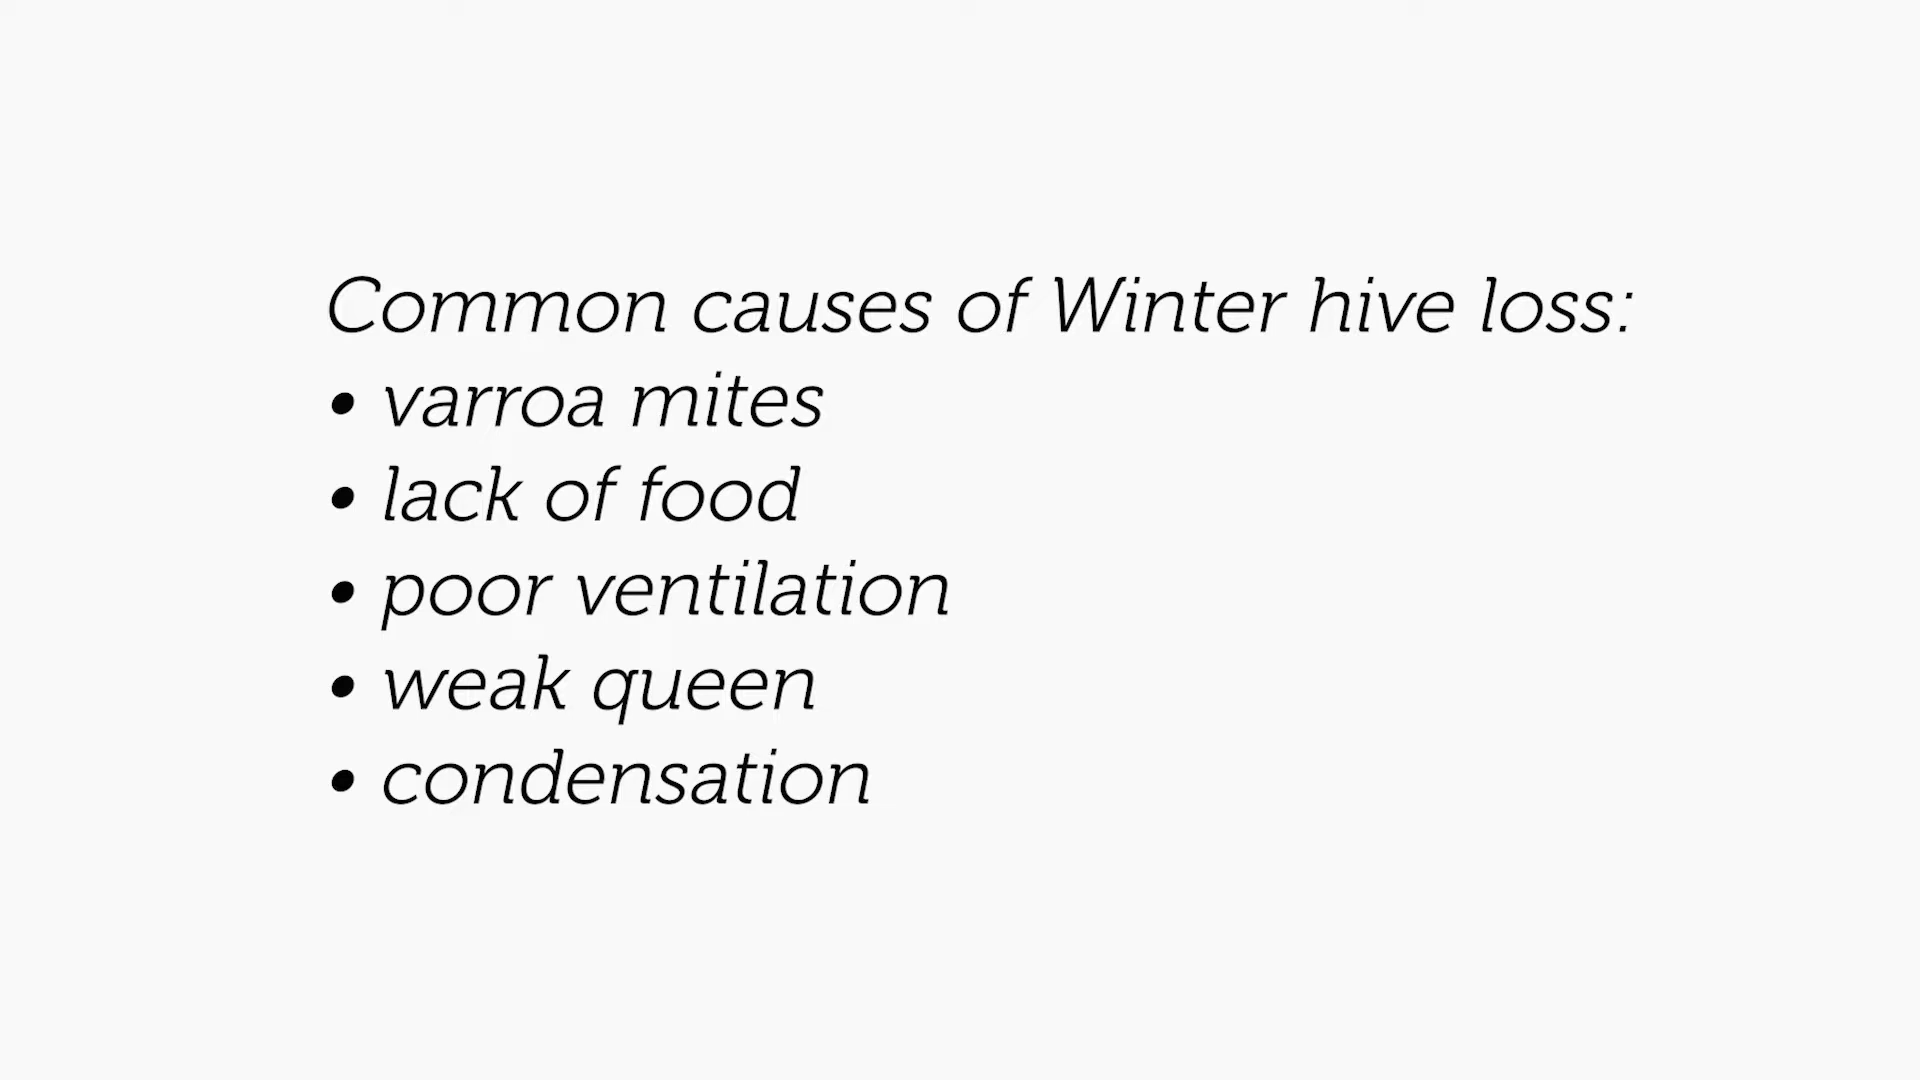 Common causes of Winter hive loss:
• varroa mites
• lack of food
• poor ventilation
• weak queen
• condensation